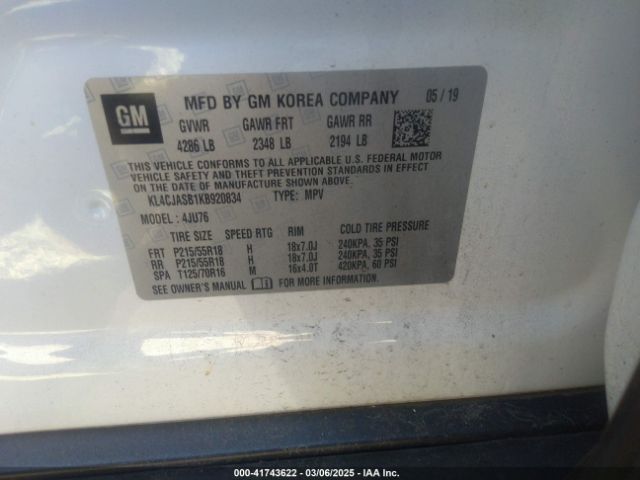 GM
MFD BY GM KOREA COMPANY 05/19
GVWR GAWR FRT GAWR RR
4286 LB 2348 LB 2194 LB
THIS VEHICLE CONFORMS TO ALL APPLICABLE U.S. FEDERAL MOTOR
VEHICLE SAFETY AND THEFT PREVENTION STANDARDS IN EFFECT
ON THE DATE OF MANUFACTURE SHOWN ABOVE.
KL4CJASB1KB920834 TYPE: MPV
MODEL: 4JU76
TIRE SIZE SPEED RTG RIM COLD TIRE PRESSURE
FRT P215/55R18 H 18x7.0J 240KPA, 35 PSI
RR P215/55R18 H 18x7.0J 240KPA, 35 PSI
SPA T125/70R16 M 16x4.0T 420KPA, 60 PSI
SEE OWNER'S MANUAL FOR MORE INFORMATION.
000-41743622 | 03/06/2025 | IAA Inc.